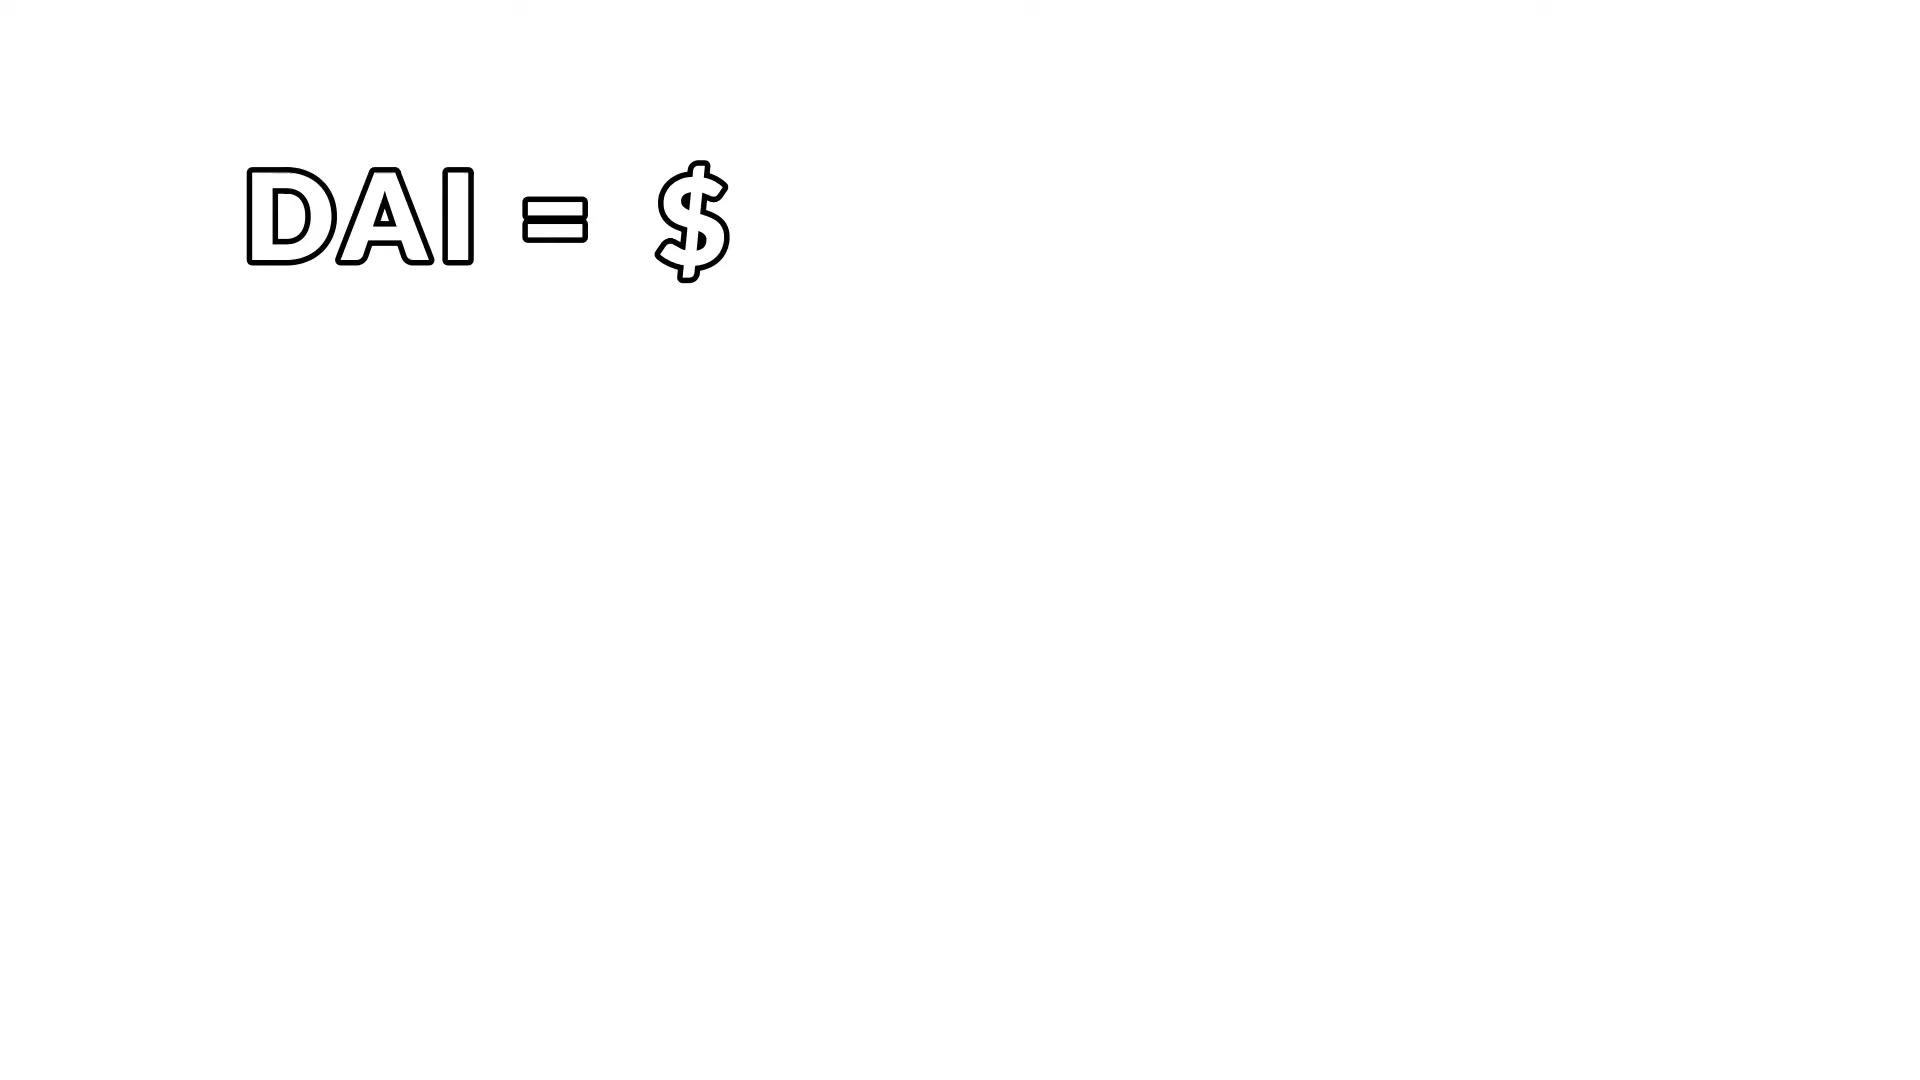 DAI = $